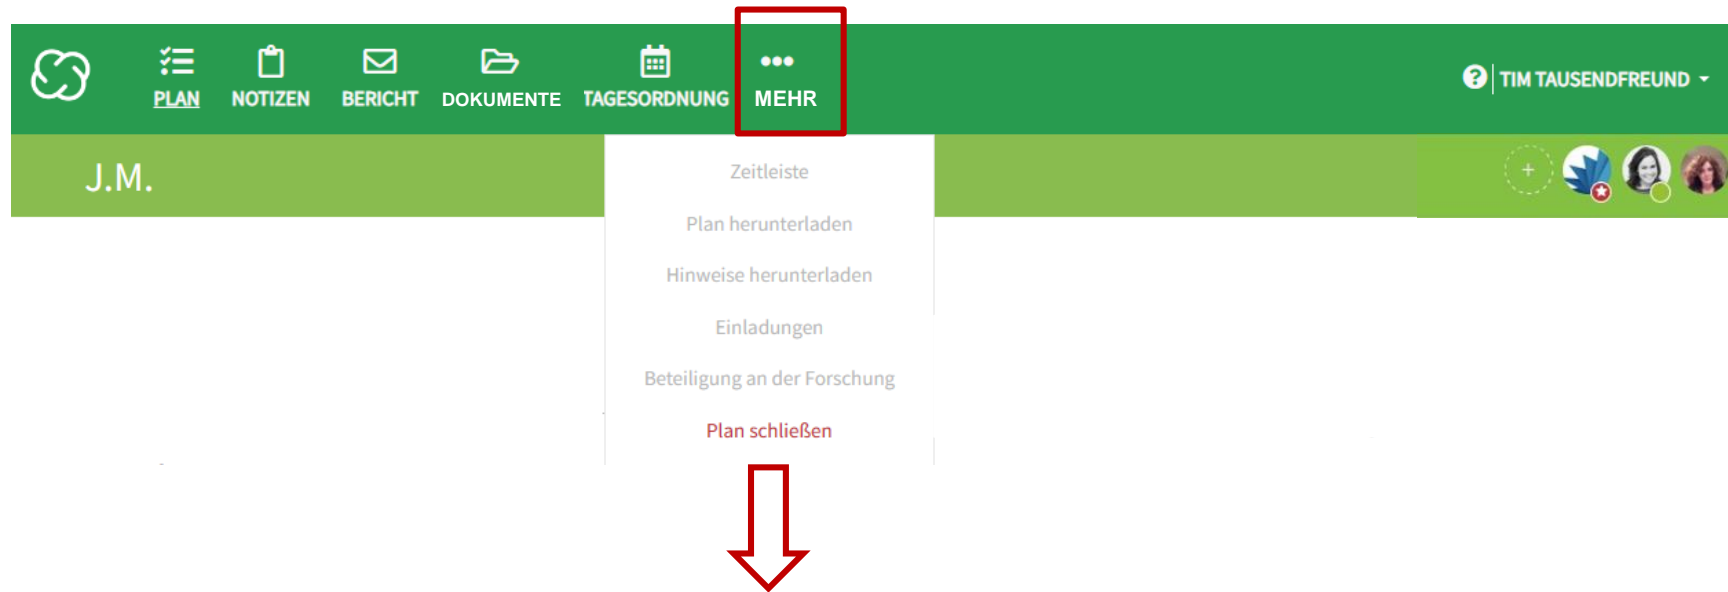 PLAN NOTIZEN BERICHT DOKUMENTE TAGESORDNUNG MEHR TIM TAUSENDFREUND
J.M.
Zeitleiste
Plan herunterladen
Hinweise herunterladen
Einladungen
Beteiligung an der Forschung
Plan schließen